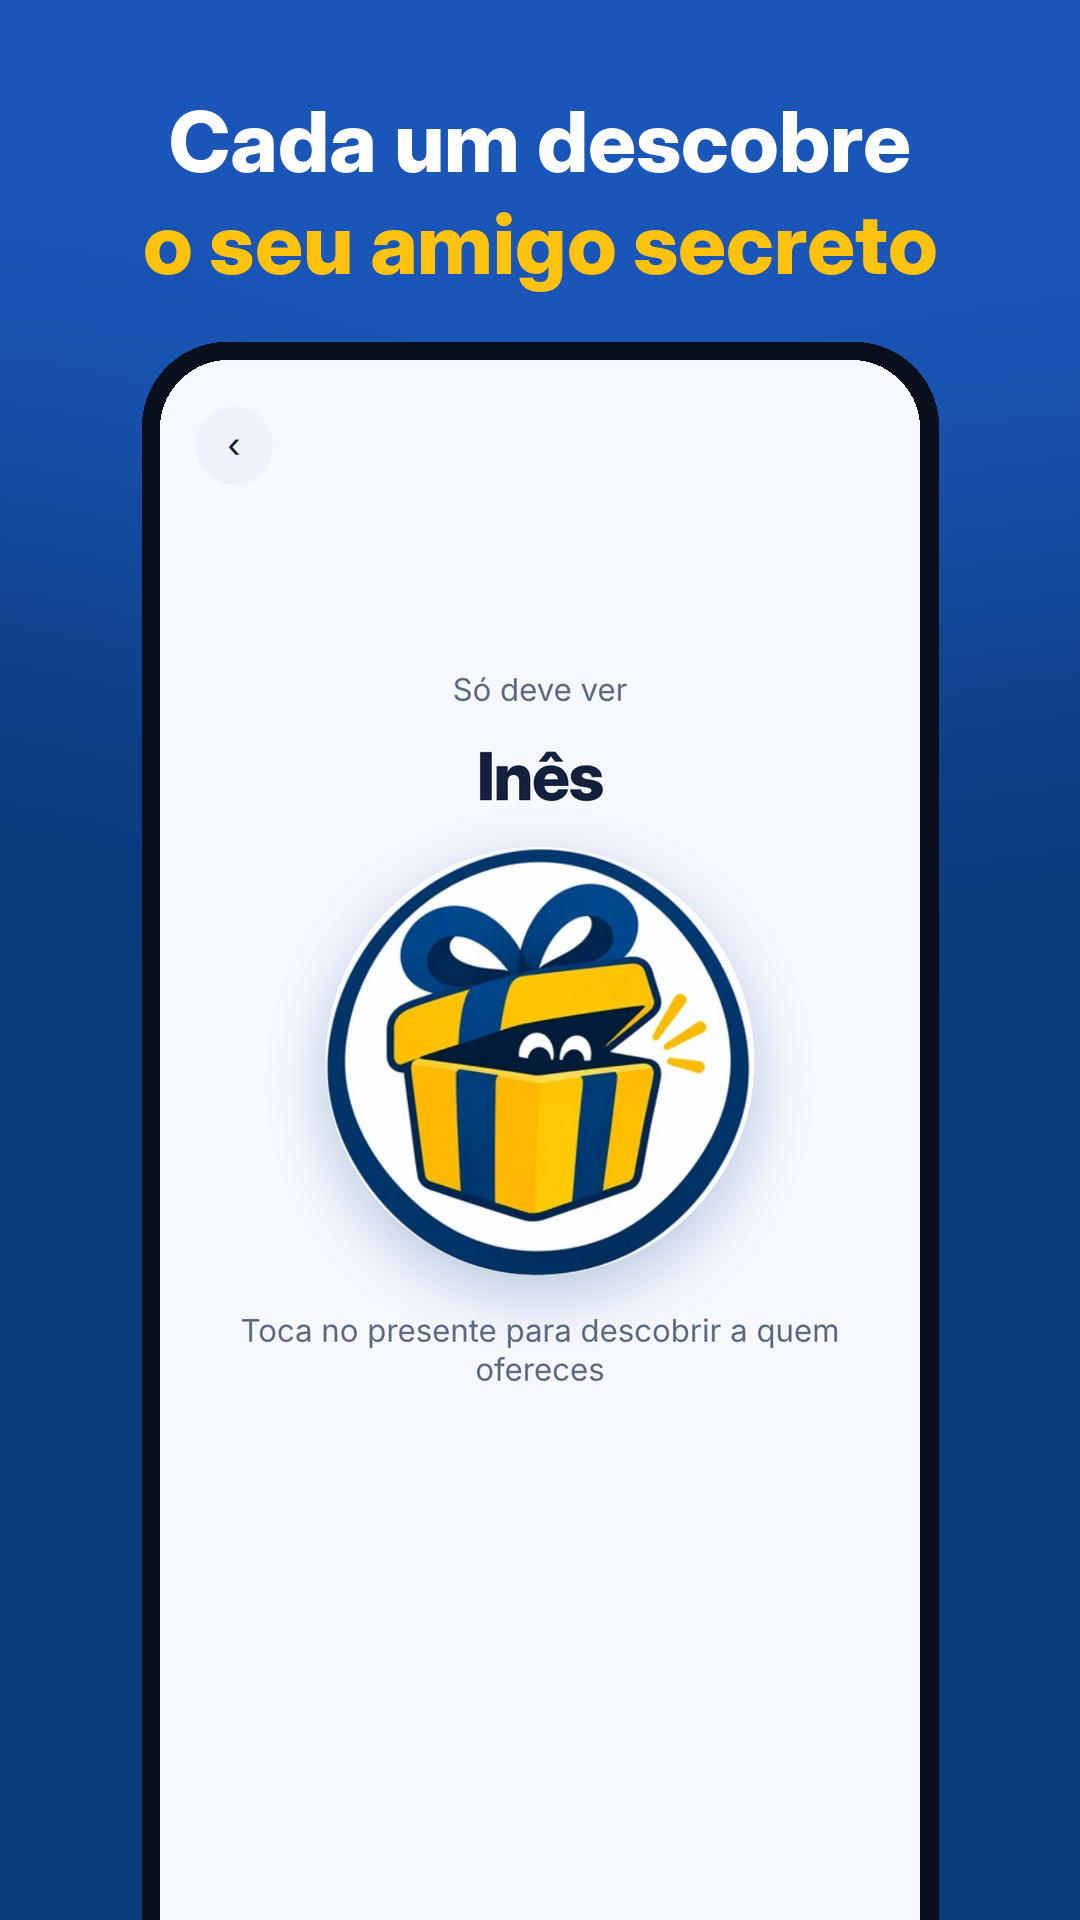 Cada um descobre
o seu amigo secreto
‹
Só deve ver
Inês
Toca no presente para descobrir a quem
ofereces